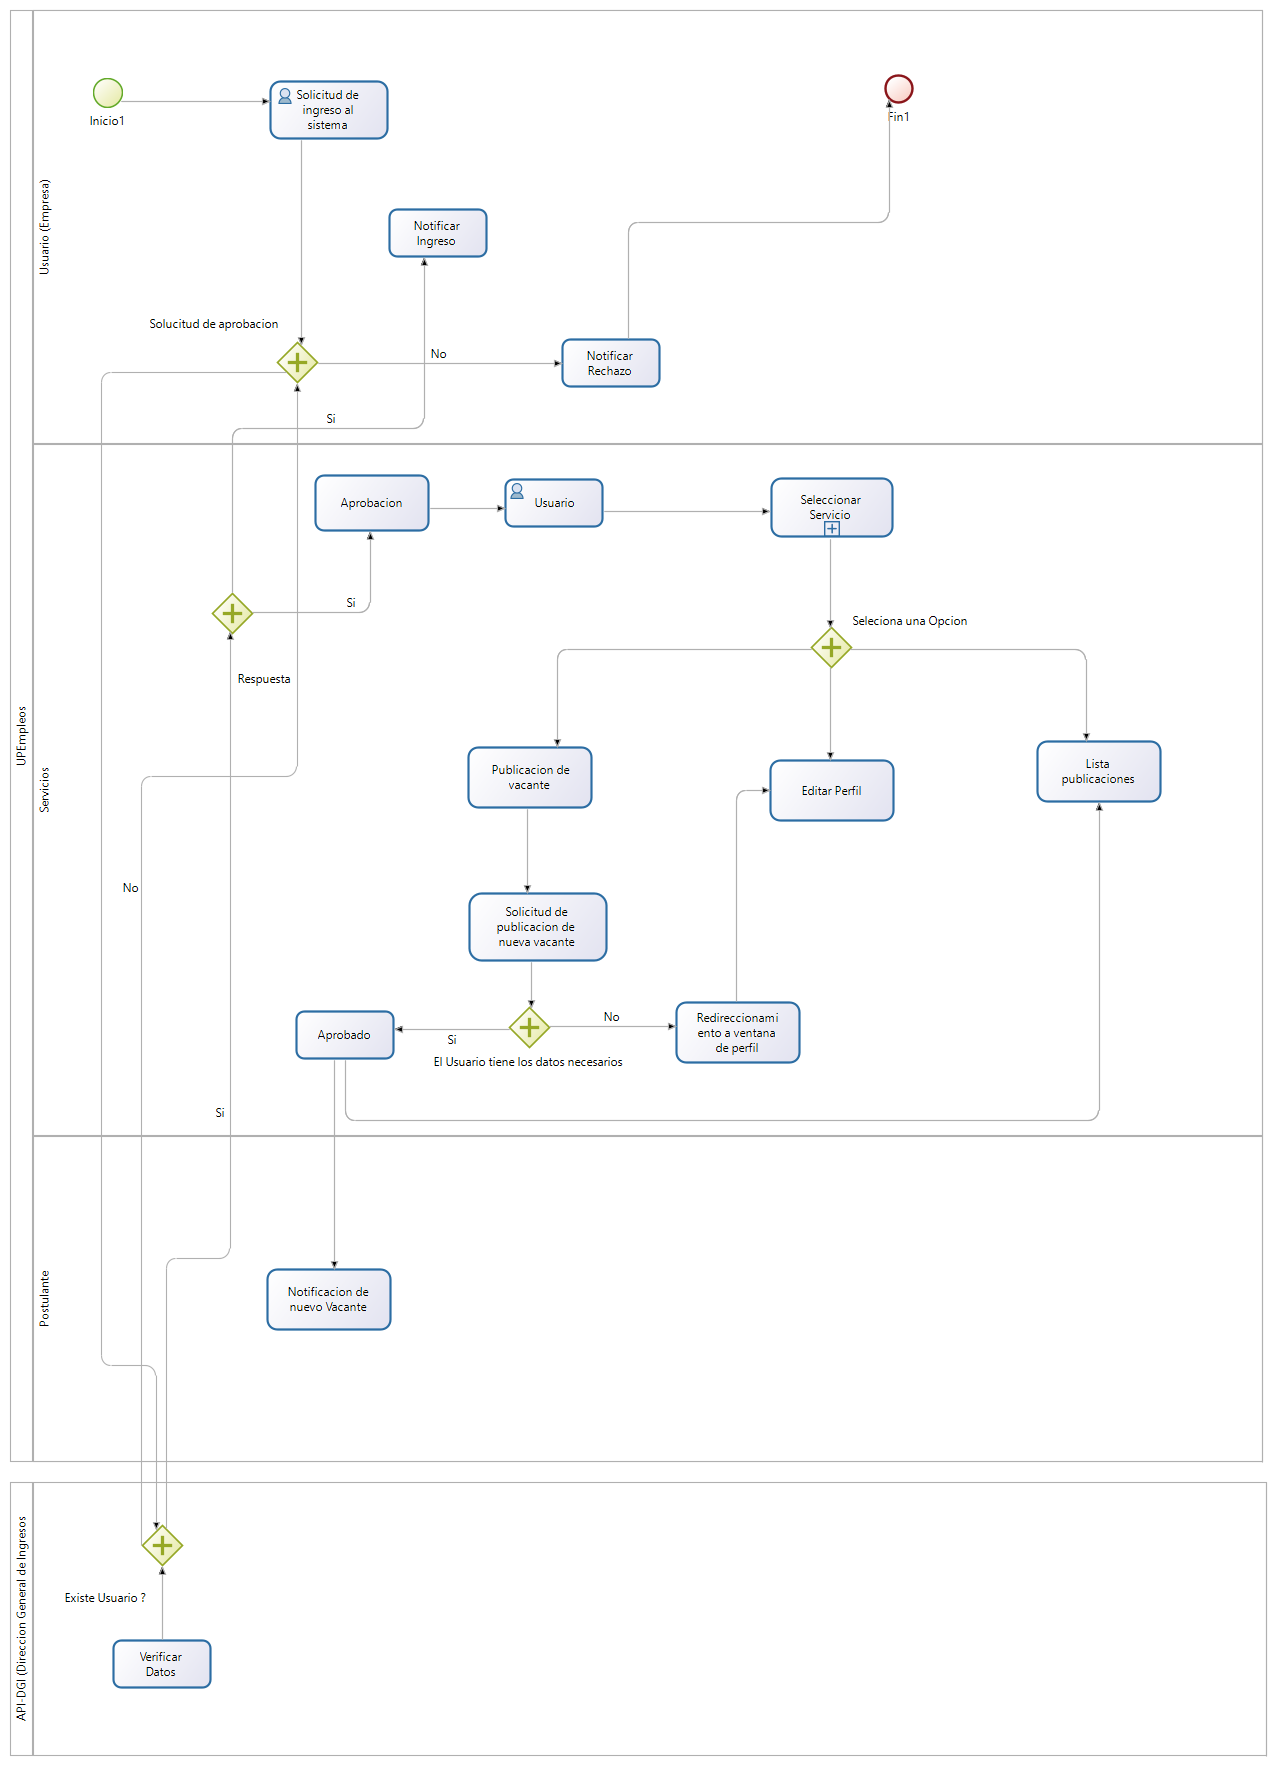 UPEmpleos
Usuario (Empresa)
Inicio1
Solicitud de
ingreso al
sistema
Fin1
Notificar
Ingreso
Solucitud de aprobacion
No
Notificar
Rechazo
Si
Servicios
Aprobacion
Usuario
Seleccionar
Servicio
Si
Seleciona una Opcion
Respuesta
Publicacion de
vacante
Editar Perfil
Lista
publicaciones
No
Solicitud de
publicacion de
nueva vacante
Aprobado
Si
No
Redireccionami
ento a ventana
de perfil
El Usuario tiene los datos necesarios
Si
Postulante
Notificacion de
nuevo Vacante
API-DGI (Direccion General de Ingresos
Existe Usuario ?
Verificar
Datos